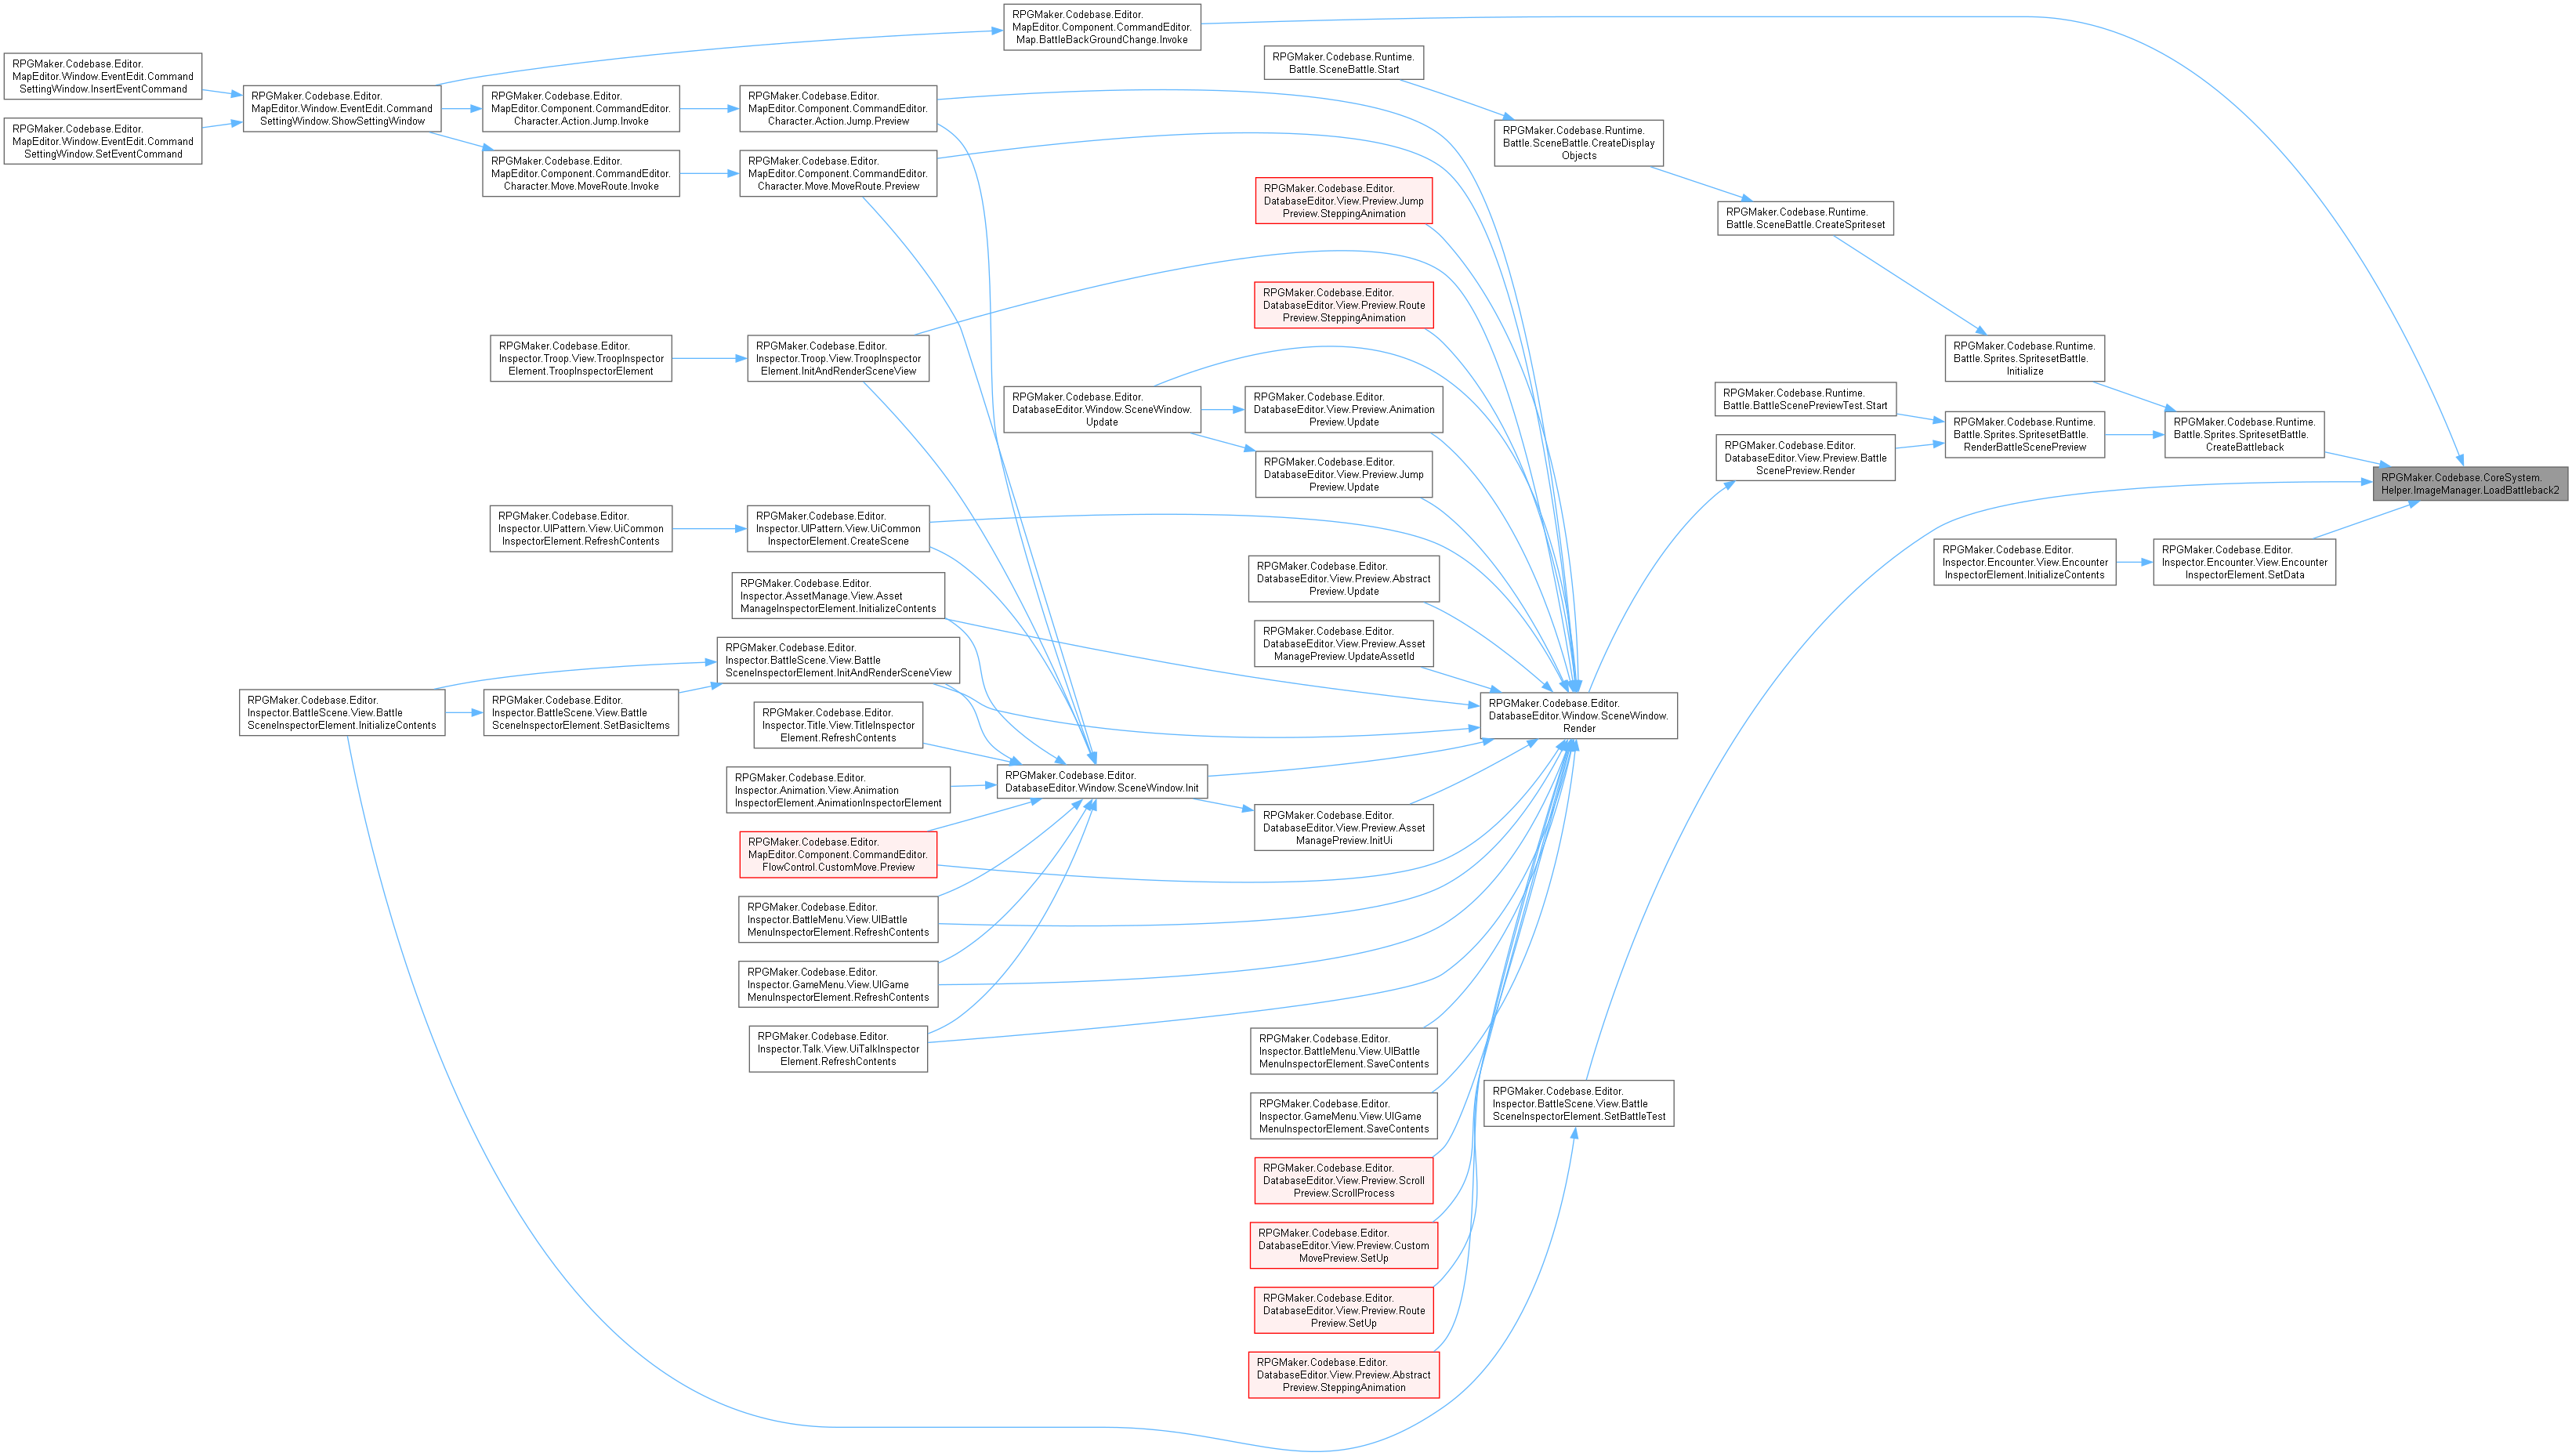 RPGMaker.Codebase.Editor.
MapEditor.Component.CommandEditor.
Map.BattleBackGroundChange.Invoke
RPGMaker.Codebase.Editor.
MapEditor.Window.EventEdit.Command
SettingWindow.InsertEventCommand
RPGMaker.Codebase.Editor.
MapEditor.Window.EventEdit.Command
SettingWindow.SetEventCommand
RPGMaker.Codebase.Editor.
MapEditor.Window.EventEdit.Command
SettingWindow.ShowSettingWindow
RPGMaker.Codebase.Editor.
MapEditor.Component.CommandEditor.
Character.Action.Jump.Invoke
RPGMaker.Codebase.Editor.
MapEditor.Component.CommandEditor.
Character.Move.MoveRoute.Invoke
RPGMaker.Codebase.Editor.
MapEditor.Component.CommandEditor.
Character.Action.Jump.Preview
RPGMaker.Codebase.Editor.
MapEditor.Component.CommandEditor.
Character.Move.MoveRoute.Preview
RPGMaker.Codebase.Runtime.
Battle.SceneBattle.Start
RPGMaker.Codebase.Runtime.
Battle.SceneBattle.CreateDisplay
Objects
RPGMaker.Codebase.Runtime.
Battle.SceneBattle.CreateSpriteset
RPGMaker.Codebase.Editor.
DatabaseEditor.View.Preview.Jump
Preview.SteppingAnimation
RPGMaker.Codebase.Editor.
DatabaseEditor.View.Preview.Route
Preview.SteppingAnimation
RPGMaker.Codebase.Editor.
Inspector.Troop.View.TroopInspector
Element.TroopInspectorElement
RPGMaker.Codebase.Editor.
Inspector.Troop.View.TroopInspector
Element.InitAndRenderSceneView
RPGMaker.Codebase.Runtime.
Battle.Sprites.SpritesetBattle.
Initialize
RPGMaker.Codebase.Editor.
DatabaseEditor.Window.SceneWindow.
Update
RPGMaker.Codebase.Editor.
DatabaseEditor.View.Preview.Animation
Preview.Update
RPGMaker.Codebase.Runtime.
Battle.BattleScenePreviewTest.Start
RPGMaker.Codebase.Runtime.
Battle.Sprites.SpritesetBattle.
RenderBattleScenePreview
RPGMaker.Codebase.Runtime.
Battle.Sprites.SpritesetBattle.
CreateBattleback
RPGMaker.Codebase.Editor.
DatabaseEditor.View.Preview.Battle
ScenePreview.Render
RPGMaker.Codebase.Editor.
DatabaseEditor.View.Preview.Jump
Preview.Update
RPGMaker.Codebase.CoreSystem.
Helper.ImageManager.LoadBattleback2
RPGMaker.Codebase.Editor.
Inspector.UIPattern.View.UiCommon
InspectorElement.RefreshContents
RPGMaker.Codebase.Editor.
Inspector.UIPattern.View.UiCommon
InspectorElement.CreateScene
RPGMaker.Codebase.Editor.
Inspector.Encounter.View.Encounter
InspectorElement.InitializeContents
RPGMaker.Codebase.Editor.
Inspector.Encounter.View.Encounter
InspectorElement.SetData
RPGMaker.Codebase.Editor.
DatabaseEditor.View.Preview.Abstract
Preview.Update
RPGMaker.Codebase.Editor.
Inspector.AssetManage.View.Asset
ManageInspectorElement.InitializeContents
RPGMaker.Codebase.Editor.
DatabaseEditor.View.Preview.Asset
ManagePreview.UpdateAssetId
RPGMaker.Codebase.Editor.
Inspector.BattleScene.View.Battle
SceneInspectorElement.InitAndRenderSceneView
RPGMaker.Codebase.Editor.
Inspector.BattleScene.View.Battle
SceneInspectorElement.InitializeContents
RPGMaker.Codebase.Editor.
Inspector.BattleScene.View.Battle
SceneInspectorElement.SetBasicItems
RPGMaker.Codebase.Editor.
Inspector.Title.View.TitleInspector
Element.RefreshContents
RPGMaker.Codebase.Editor.
DatabaseEditor.Window.SceneWindow.
Render
RPGMaker.Codebase.Editor.
Inspector.Animation.View.Animation
InspectorElement.AnimationInspectorElement
RPGMaker.Codebase.Editor.
DatabaseEditor.Window.SceneWindow.Init
RPGMaker.Codebase.Editor.
DatabaseEditor.View.Preview.Asset
ManagePreview.InitUi
RPGMaker.Codebase.Editor.
MapEditor.Component.CommandEditor.
FlowControl.CustomMove.Preview
RPGMaker.Codebase.Editor.
Inspector.BattleMenu.View.UIBattle
MenuInspectorElement.RefreshContents
RPGMaker.Codebase.Editor.
Inspector.GameMenu.View.UIGame
MenuInspectorElement.RefreshContents
RPGMaker.Codebase.Editor.
Inspector.Talk.View.UiTalkInspector
Element.RefreshContents
RPGMaker.Codebase.Editor.
Inspector.BattleMenu.View.UIBattle
MenuInspectorElement.SaveContents
RPGMaker.Codebase.Editor.
Inspector.GameMenu.View.UIGame
MenuInspectorElement.SaveContents
RPGMaker.Codebase.Editor.
Inspector.BattleScene.View.Battle
SceneInspectorElement.SetBattleTest
RPGMaker.Codebase.Editor.
DatabaseEditor.View.Preview.Scroll
Preview.ScrollProcess
RPGMaker.Codebase.Editor.
DatabaseEditor.View.Preview.Custom
MovePreview.SetUp
RPGMaker.Codebase.Editor.
DatabaseEditor.View.Preview.Route
Preview.SetUp
RPGMaker.Codebase.Editor.
DatabaseEditor.View.Preview.Abstract
Preview.SteppingAnimation